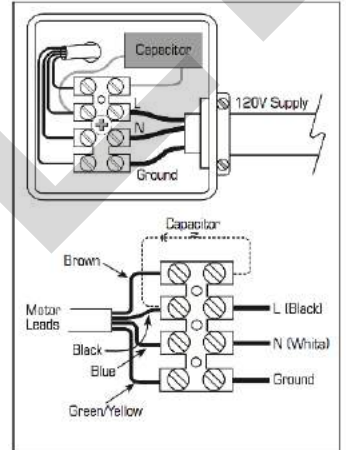 Capacitor
L
120V Supply
N
Ground
Capacitor
Brown
Motor
Leads
L (Black)
N (White)
Black
Blue
Ground
Green/Yellow